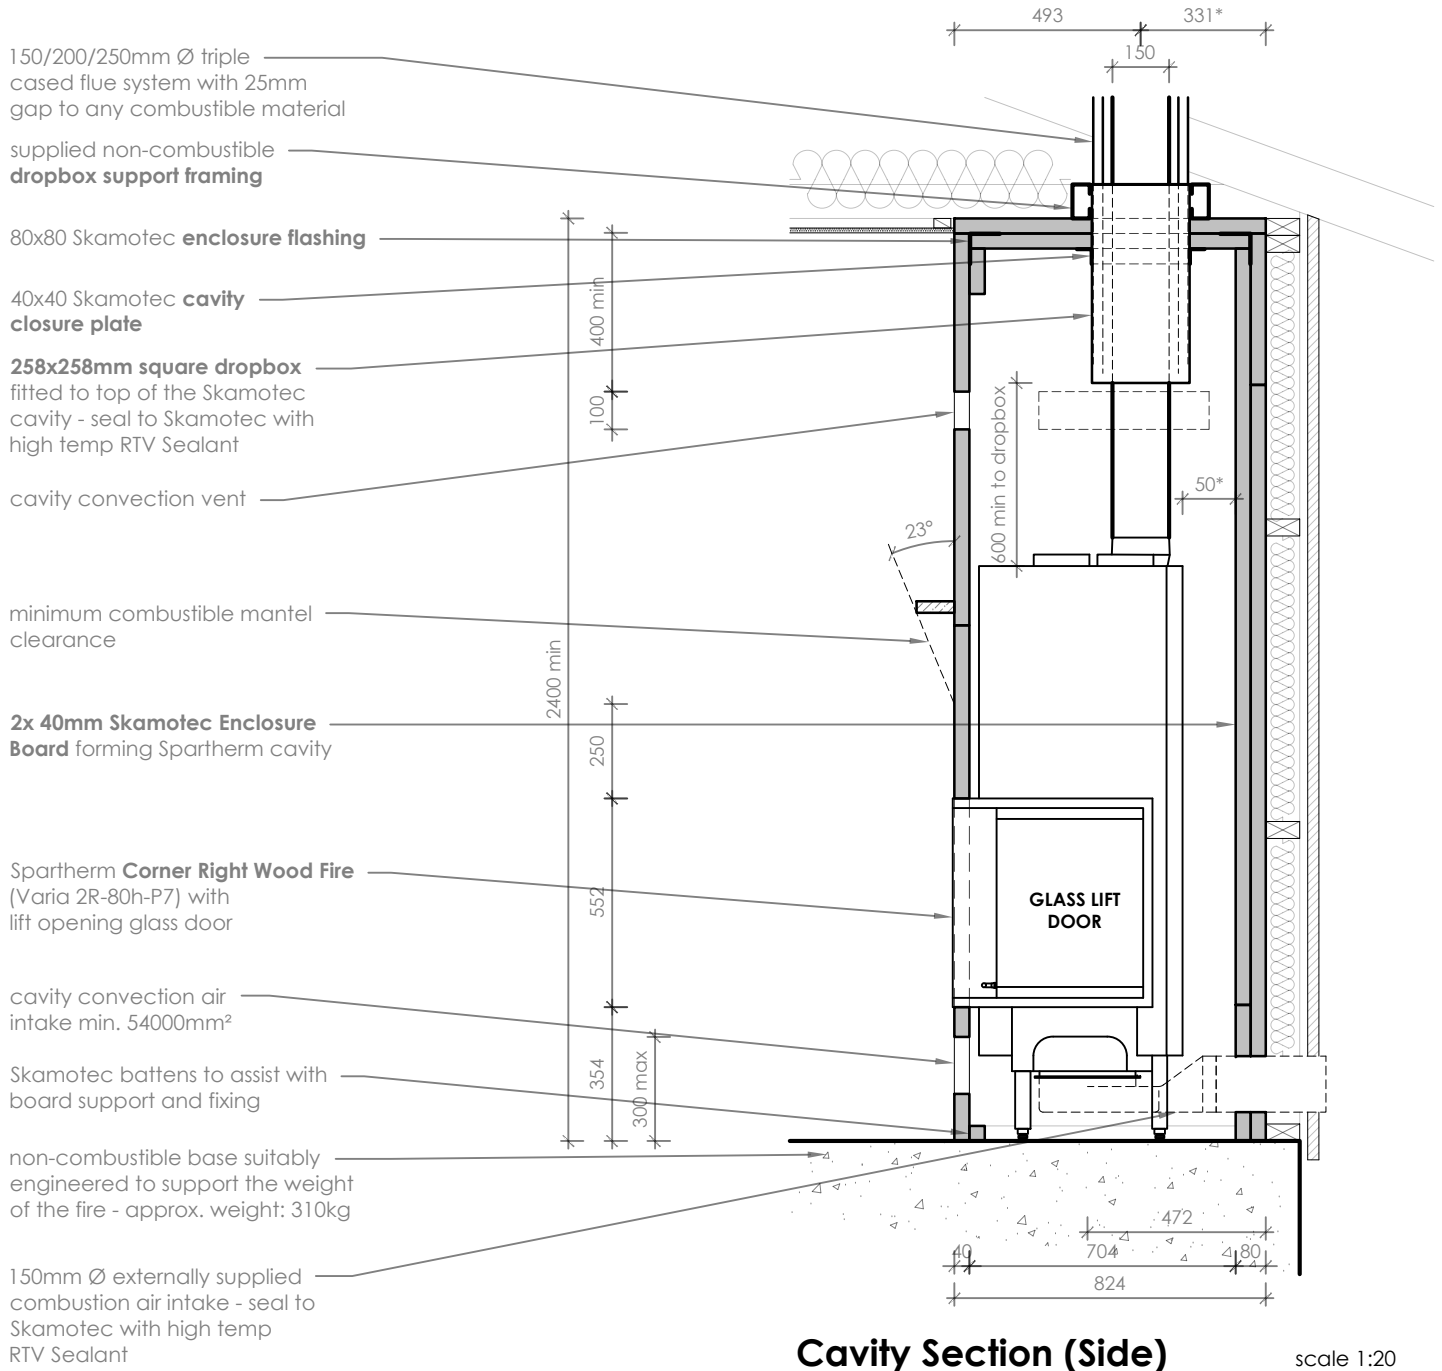 493
331*
150
150/200/250mm Ø triple
cased flue system with 25mm
gap to any combustible material
supplied non-combustible
dropbox support framing
80x80 Skamotec enclosure flashing
40x40 Skamotec cavity
closure plate
258x258mm square dropbox
fitted to top of the Skamotec
cavity - seal to Skamotec with
high temp RTV Sealant
cavity convection vent
minimum combustible mantel
clearance
2x 40mm Skamotec Enclosure
Board forming Spartherm cavity
Spartherm Corner Right Wood Fire
(Varia 2R-80h-P7) with
lift opening glass door
cavity convection air
intake min. 54000mm²
Skamotec battens to assist with
board support and fixing
non-combustible base suitably
engineered to support the weight
of the fire - approx. weight: 310kg
150mm Ø externally supplied
combustion air intake - seal to
Skamotec with high temp
RTV Sealant
2400 min
400 min
100
250
552
354
300 max
600 min to dropbox
50*
23°
GLASS LIFT
DOOR
472
40
704
80
824
Cavity Section (Side)
scale 1:20